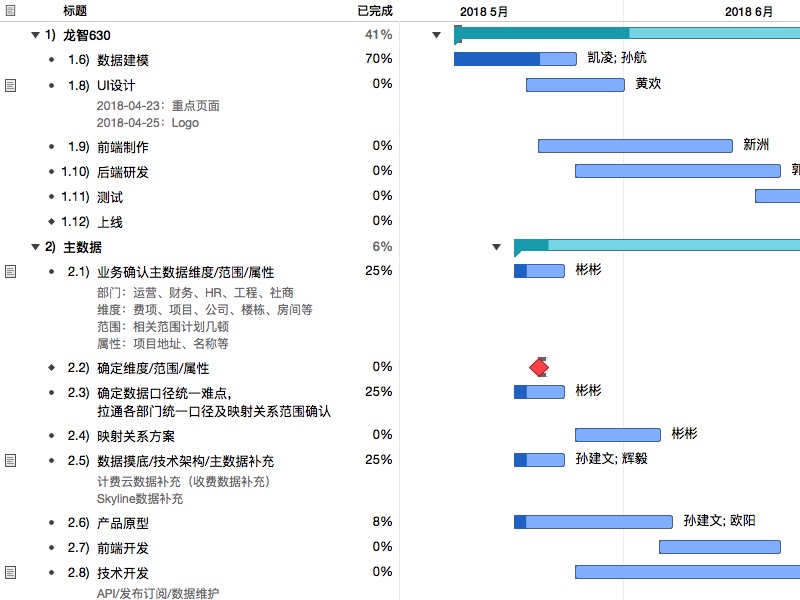 标题 已完成 2018 5月 2018 6月
1) 龙智630 41%
1.6) 数据建模 70% 凯凌; 孙航
1.8) UI设计 0% 黄欢
2018-04-23：重点页面
2018-04-25：Logo
1.9) 前端制作 0% 新洲
1.10) 后端研发 0%
1.11) 测试 0%
1.12) 上线 0%
2) 主数据 6%
2.1) 业务确认主数据维度/范围/属性 25% 彬彬
部门：运营、财务、HR、工程、社商
维度：费项、项目、公司、楼栋、房间等
范围：相关范围计划几顿
属性：项目地址、名称等
2.2) 确定维度/范围/属性 0%
2.3) 确定数据口径统一难点, 25% 彬彬
拉通各部门统一口径及映射关系范围确认
2.4) 映射关系方案 0% 彬彬
2.5) 数据摸底/技术架构/主数据补充 25% 孙建文; 辉毅
计费云数据补充（收费数据补充）
Skyline数据补充
2.6) 产品原型 8% 孙建文; 欧阳
2.7) 前端开发 0%
2.8) 技术开发 0%
API/发布订阅/数据维护